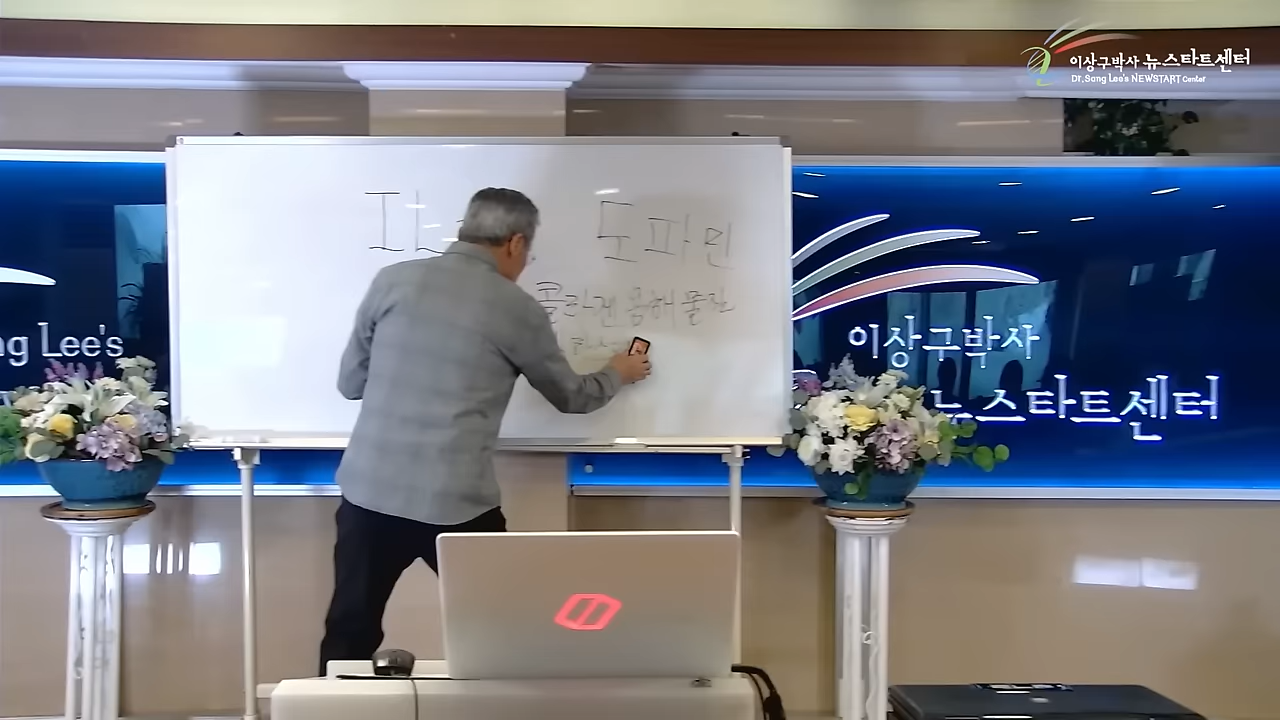 이상구박사 뉴스타트센터
Dr. Sang Lee's NEWSTART Center
도파민
콜라겐 용해 물질
ng Lee's
이상구박사
뉴스타트센터